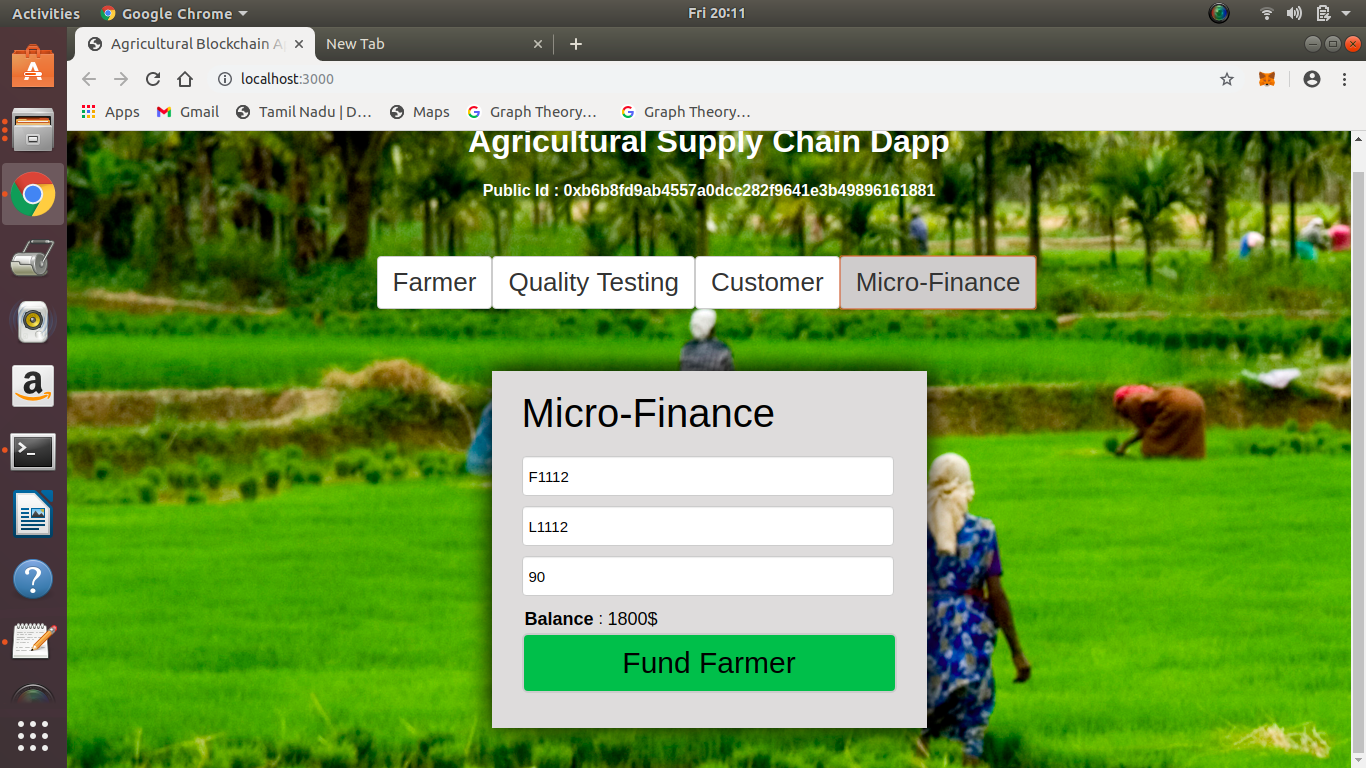 Activities Google Chrome Fri 20:11
Agricultural Blockchain A New Tab
localhost:3000
Apps Gmail Tamil Nadu | D… Maps Graph Theory… Graph Theory…
Agricultural Supply Chain Dapp
Public Id : 0xb6b8fd9ab4557a0dcc282f9641e3b49896161881
Farmer Quality Testing Customer Micro-Finance
Micro-Finance
F1112
L1112
90
Balance : 1800$
Fund Farmer